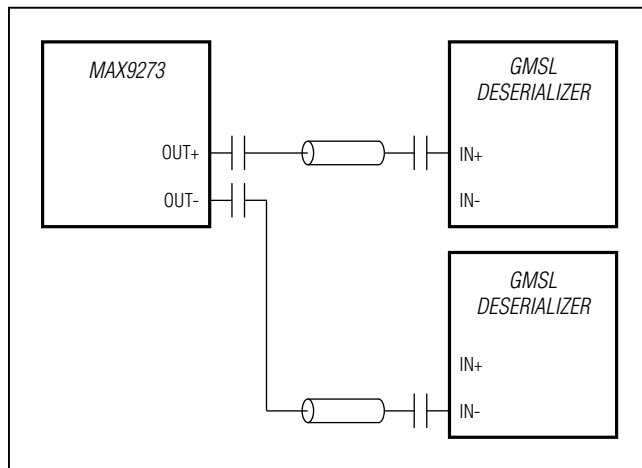 MAX9273
OUT+
OUT-
GMSL
DESERIALIZER
IN+
IN-
GMSL
DESERIALIZER
IN+
IN-